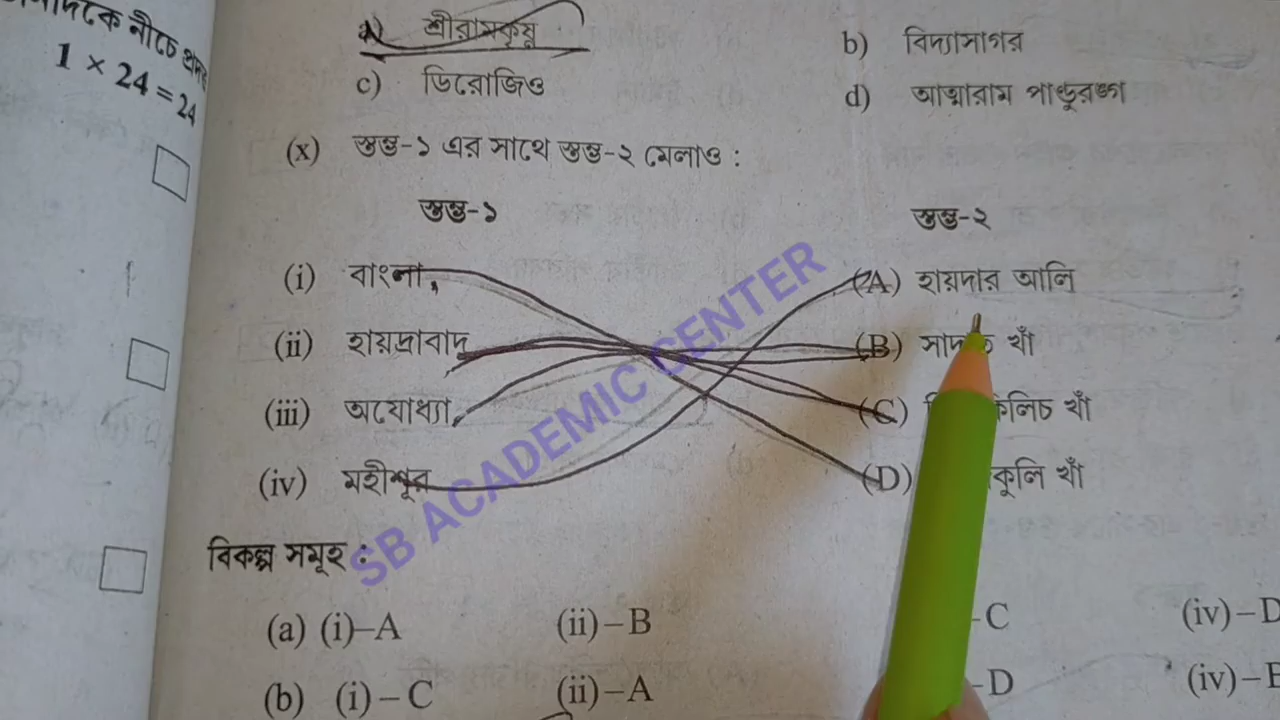 নীচে
1 × 24 = 24
a) শ্রীরামকৃষ্ণ b) বিদ্যাসাগর
c) ডিরোজিও d) আত্মারাম পাণ্ডুরঙ্গ
(x) স্তম্ভ-১ এর সাথে স্তম্ভ-২ মেলাও :
স্তম্ভ-১ স্তম্ভ-২
(i) বাংলা (A) হায়দার আলি
(ii) হায়দ্রাবাদ (B) খাঁ
(iii) অযোধ্যা (C) খাঁ
(iv) মহীশূর (D) খাঁ
বিকল্প সমূহ :
(a) (i)–A (ii)–B –C (iv)–D
(b) (i)–C (ii)–A –D (iv)–
SB ACADEMIC CENTER